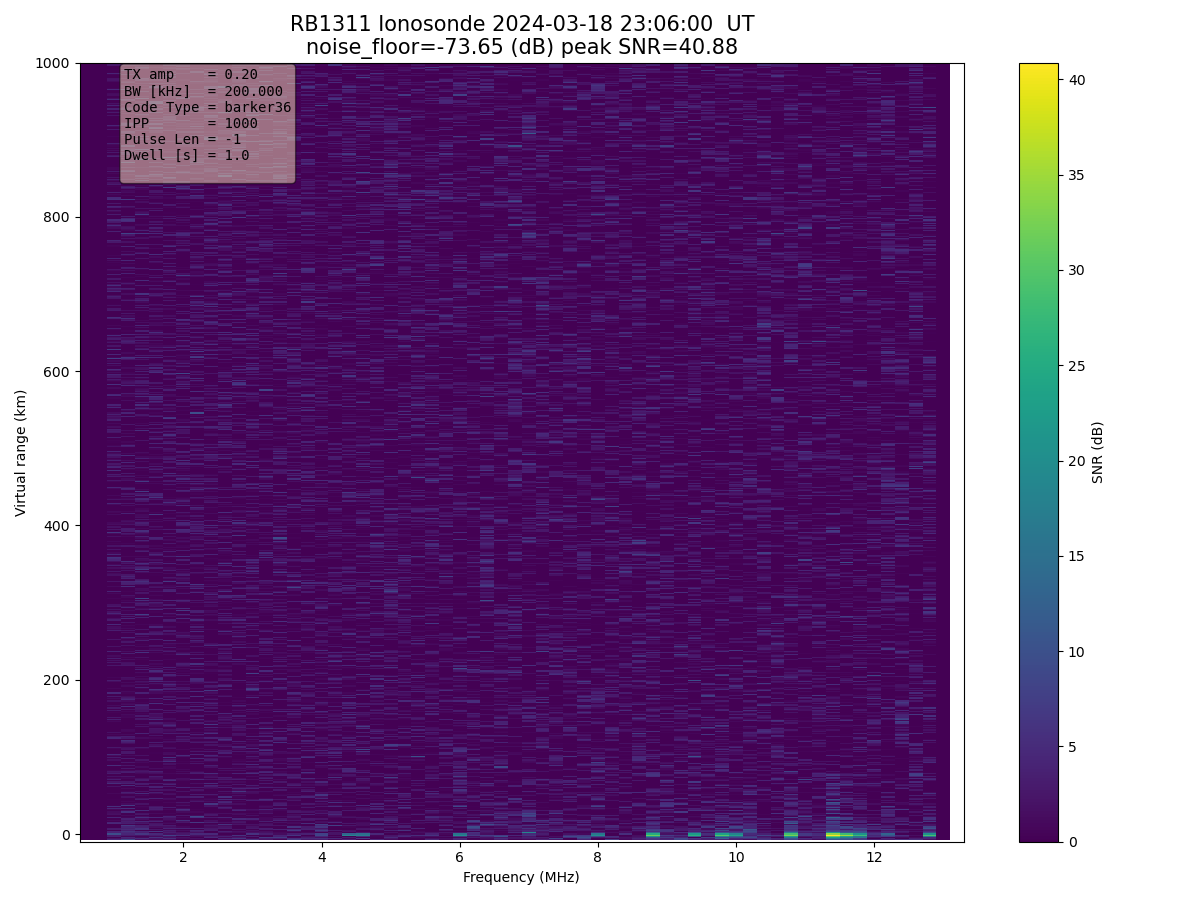 RB1311 Ionosonde 2024-03-18 23:06:00  UT
noise_floor=-73.65 (dB) peak SNR=40.88
TX amp    = 0.20
BW [kHz]  = 200.000
Code Type = barker36
IPP       = 1000
Pulse Len = -1
Dwell [s] = 1.0
1000
800
600
400
200
0
Virtual range (km)
2 4 6 8 10 12
Frequency (MHz)
40
35
30
25
20
15
10
5
0
SNR (dB)